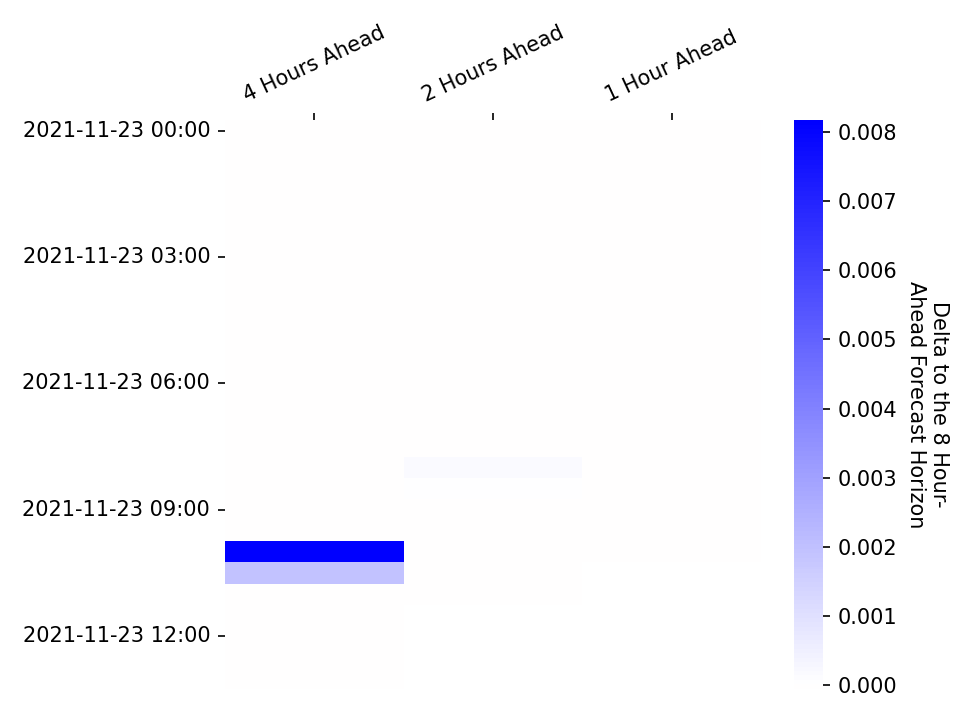 4 Hours Ahead
2 Hours Ahead
1 Hour Ahead
2021-11-23 00:00
2021-11-23 03:00
2021-11-23 06:00
2021-11-23 09:00
2021-11-23 12:00
0.008
0.007
0.006
0.005
0.004
0.003
0.002
0.001
0.000
Delta to the 8 Hour-
Ahead Forecast Horizon